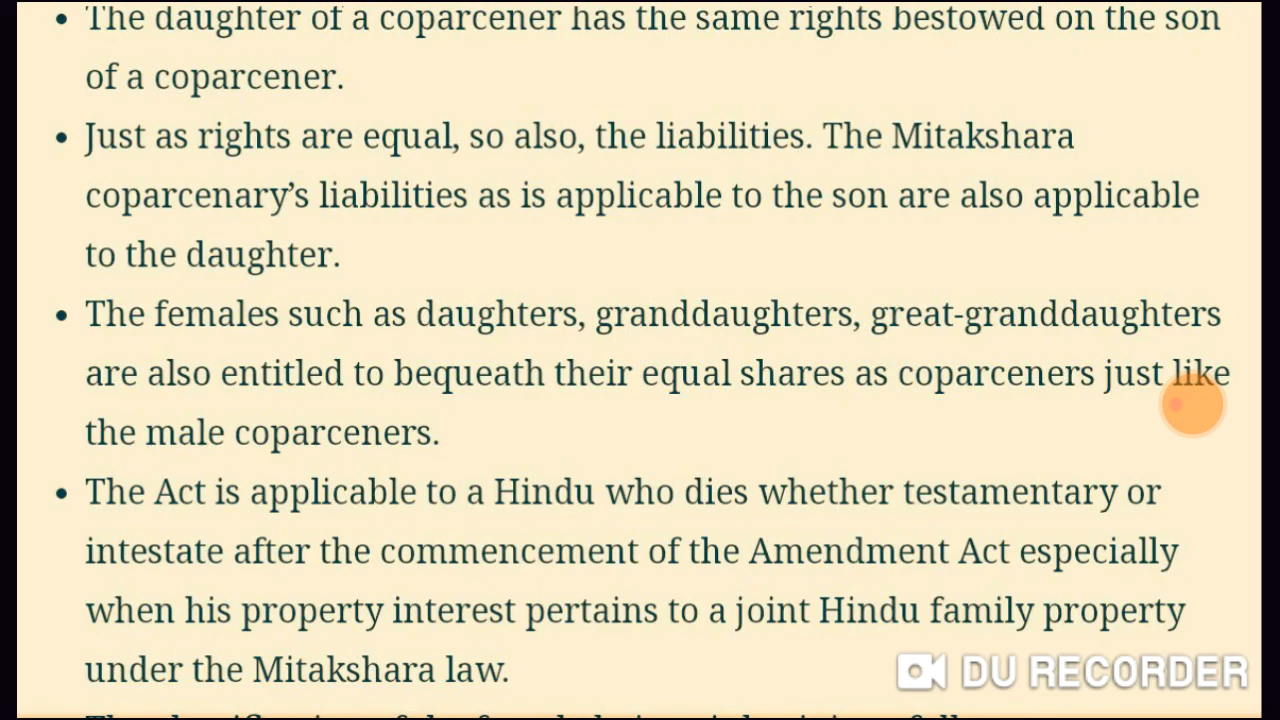 • The daughter of a coparcener has the same rights bestowed on the son
of a coparcener.
• Just as rights are equal, so also, the liabilities. The Mitakshara
coparcenary’s liabilities as is applicable to the son are also applicable
to the daughter.
• The females such as daughters, granddaughters, great-granddaughters
are also entitled to bequeath their equal shares as coparceners just like
the male coparceners.
• The Act is applicable to a Hindu who dies whether testamentary or
intestate after the commencement of the Amendment Act especially
when his property interest pertains to a joint Hindu family property
under the Mitakshara law.
DU RECORDER